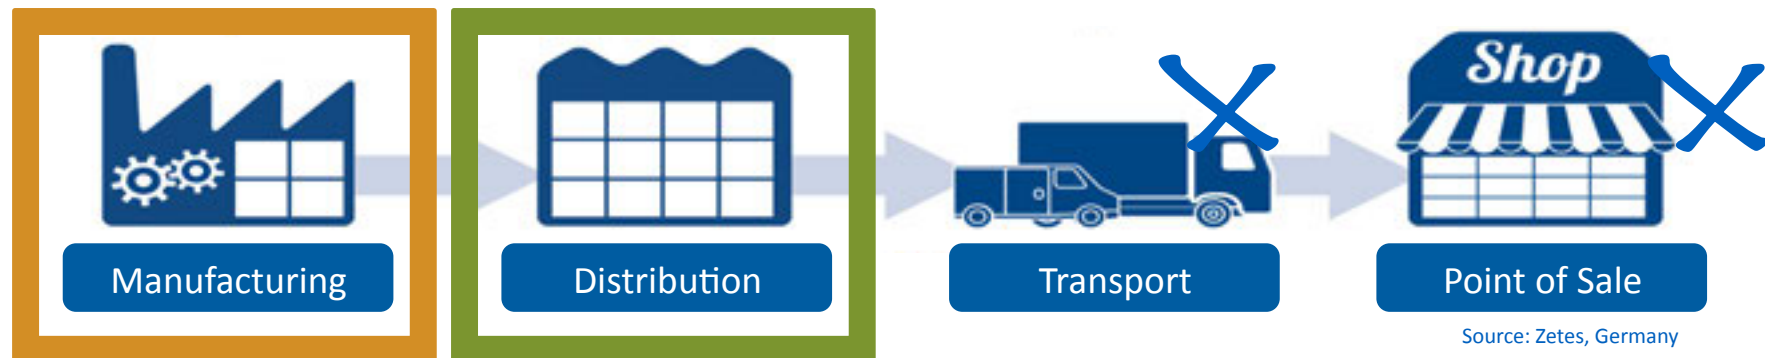 Shop
Manufacturing
Distribution
Transport
Point of Sale
Source: Zetes, Germany